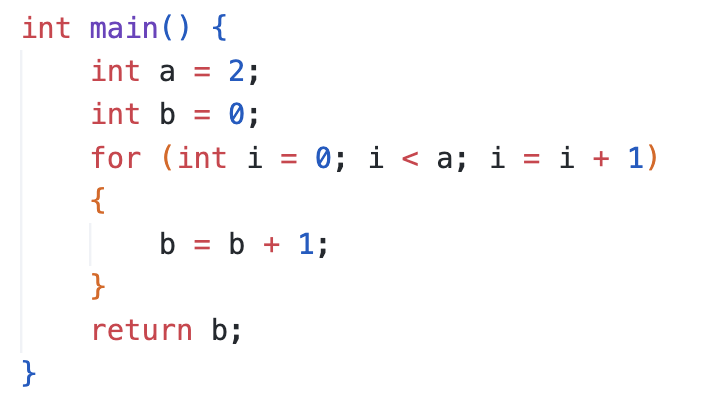 int main() {
    int a = 2;
    int b = 0;
    for (int i = 0; i < a; i = i + 1)
    {
        b = b + 1;
    }
    return b;
}